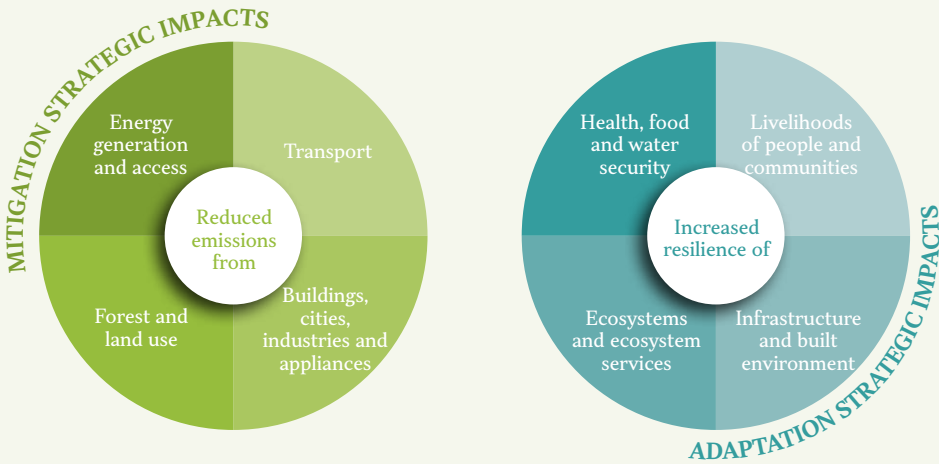 MITIGATION STRATEGIC IMPACTS
Energy
generation
and access
Transport
Reduced
emissions
from
Forest and
land use
Buildings,
cities,
industries and
appliances
Health, food
and water
security
Livelihoods
of people and
communities
Increased
resilience of
Ecosystems
and ecosystem
services
Infrastructure
and built
environment
ADAPTATION STRATEGIC IMPACTS